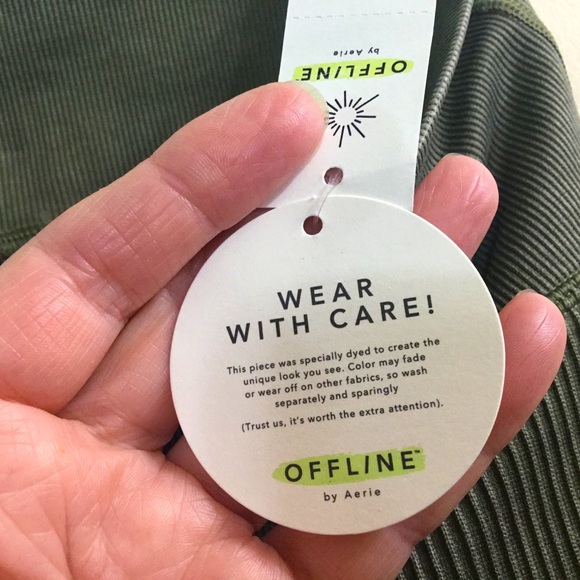 OFFLINE™
by Aerie
WEAR
WITH CARE!
This piece was specially dyed to create the
unique look you see. Color may fade
or wear off on other fabrics, so wash
separately and sparingly
(Trust us, it's worth the extra attention).
OFFLINE™
by Aerie